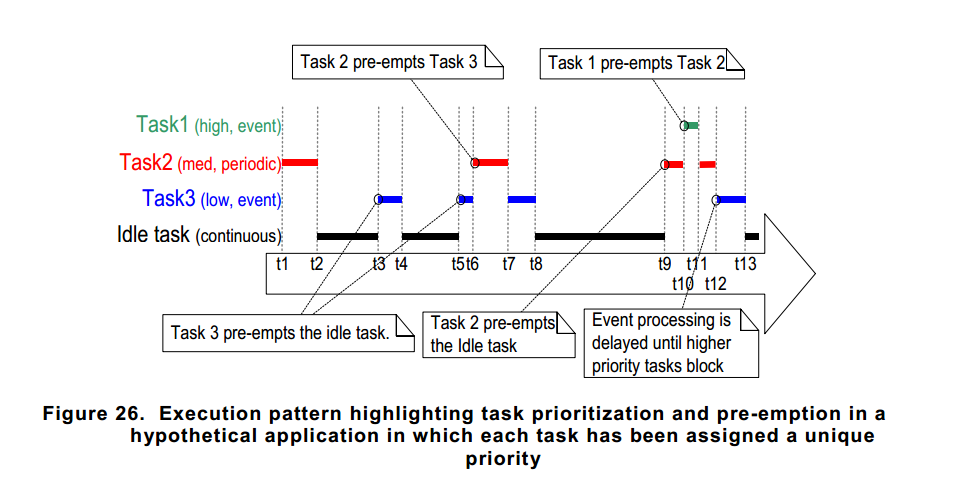 Task 2 pre-empts Task 3
Task 1 pre-empts Task 2
Task1 (high, event)
Task2 (med, periodic)
Task3 (low, event)
Idle task (continuous)
t1 t2 t3 t4 t5 t6 t7 t8 t9 t11 t13
t10 t12
Task 3 pre-empts the idle task.
Task 2 pre-empts
the Idle task
Event processing is
delayed until higher
priority tasks block
Figure 26. Execution pattern highlighting task prioritization and pre-emption in a
hypothetical application in which each task has been assigned a unique
priority